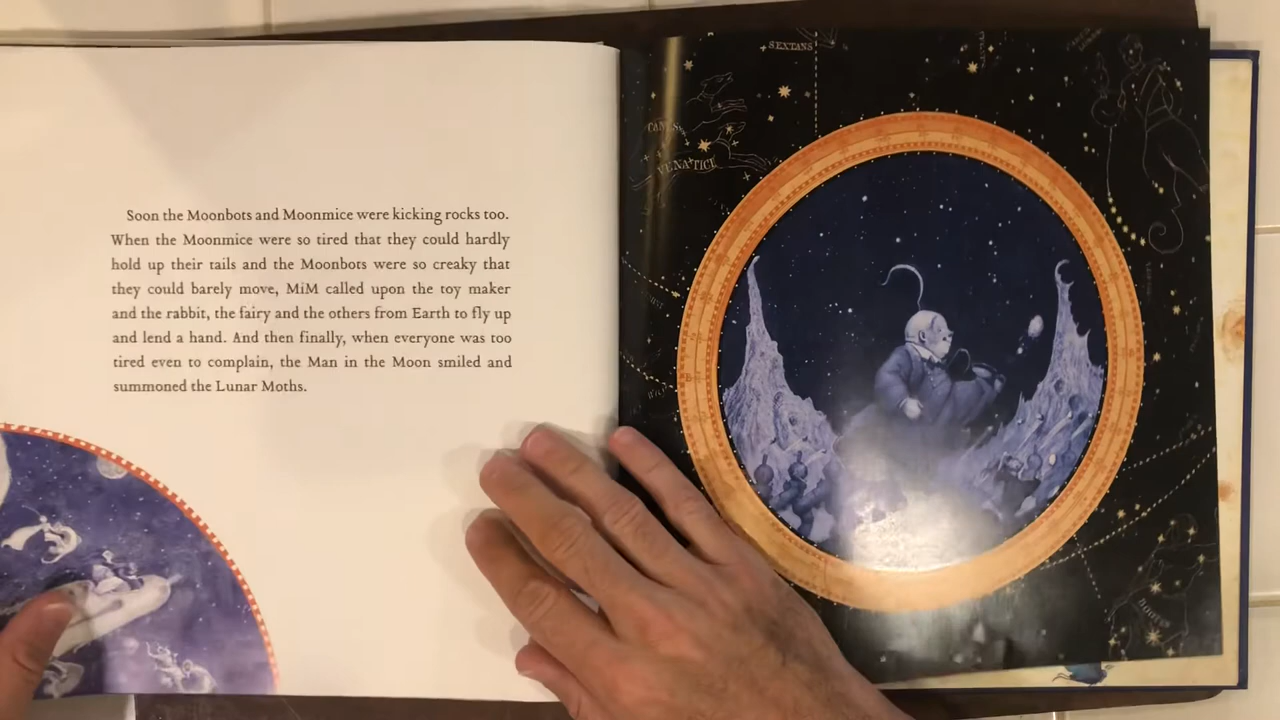 Soon the Moonbots and Moonmice were kicking rocks too.
When the Moonmice were so tired that they could hardly
hold up their tails and the Moonbots were so creaky that
they could barely move, MiM called upon the toy maker
and the rabbit, the fairy and the others from Earth to fly up
and lend a hand. And then finally, when everyone was too
tired even to complain, the Man in the Moon smiled and
summoned the Lunar Moths.
SEXTANS
CANES
VENATICI
BOOTES